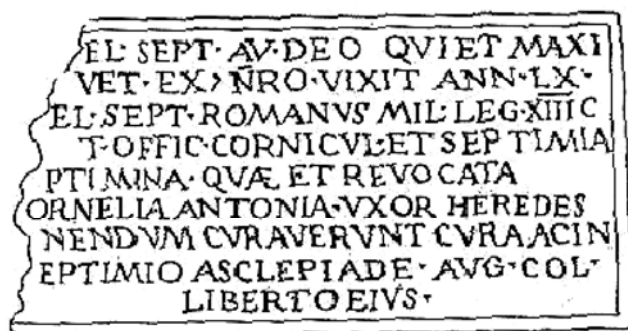 EL· SEPT· AV·DEO QVIET MAXI
VET· EX› N̅RO·VIXIT ANN·LX·
EL·SEPT·ROMANVS MIL·LEG·X̅I̅I̅I̅ C
T·OFFIC·CORNICVL·ET SEPTIMIA
PTIMINA· QVÆ ET REVOCATA
ORNELIA ANTONIA·VXOR HEREDES
NENDVM CVRAVERVNT CVRA ACIN
EPTIMIO ASCLEPIADE· AVG·COL·
LIBERTO EIVS·